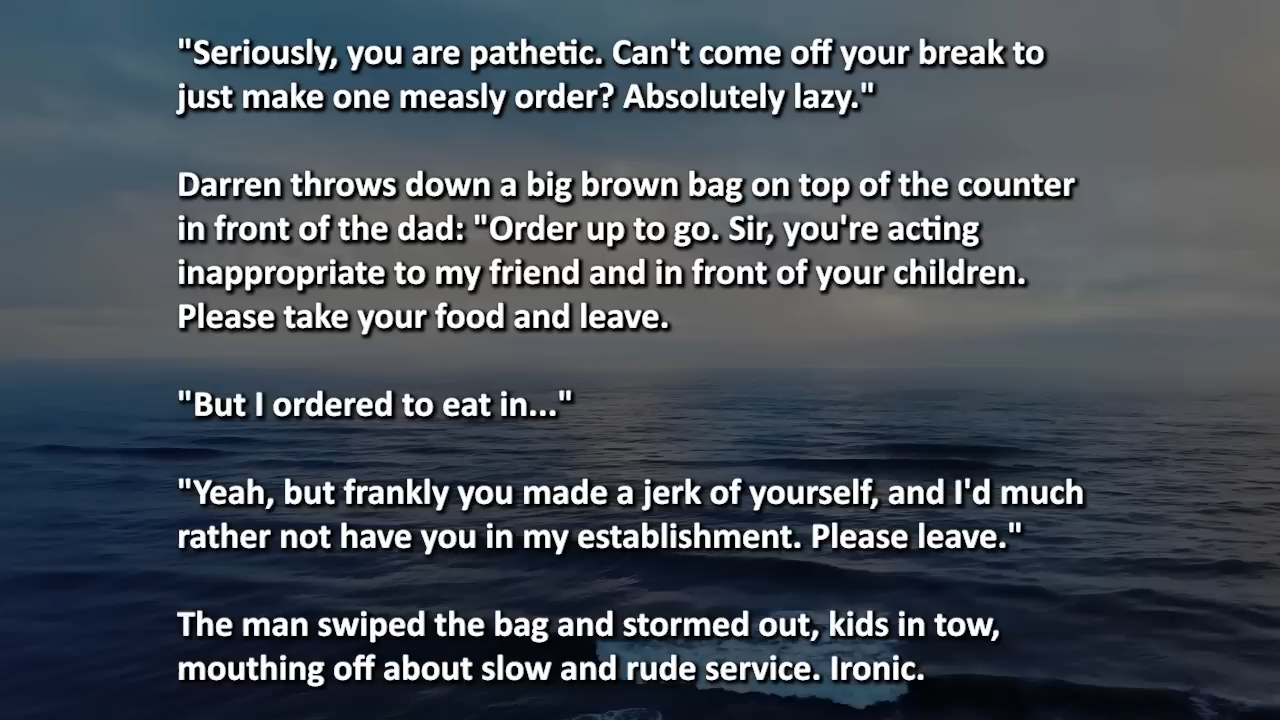 "Seriously, you are pathetic. Can't come off your break to
just make one measly order? Absolutely lazy."
Darren throws down a big brown bag on top of the counter
in front of the dad: "Order up to go. Sir, you're acting
inappropriate to my friend and in front of your children.
Please take your food and leave.
"But I ordered to eat in..."
"Yeah, but frankly you made a jerk of yourself, and I'd much
rather not have you in my establishment. Please leave."
The man swiped the bag and stormed out, kids in tow,
mouthing off about slow and rude service. Ironic.